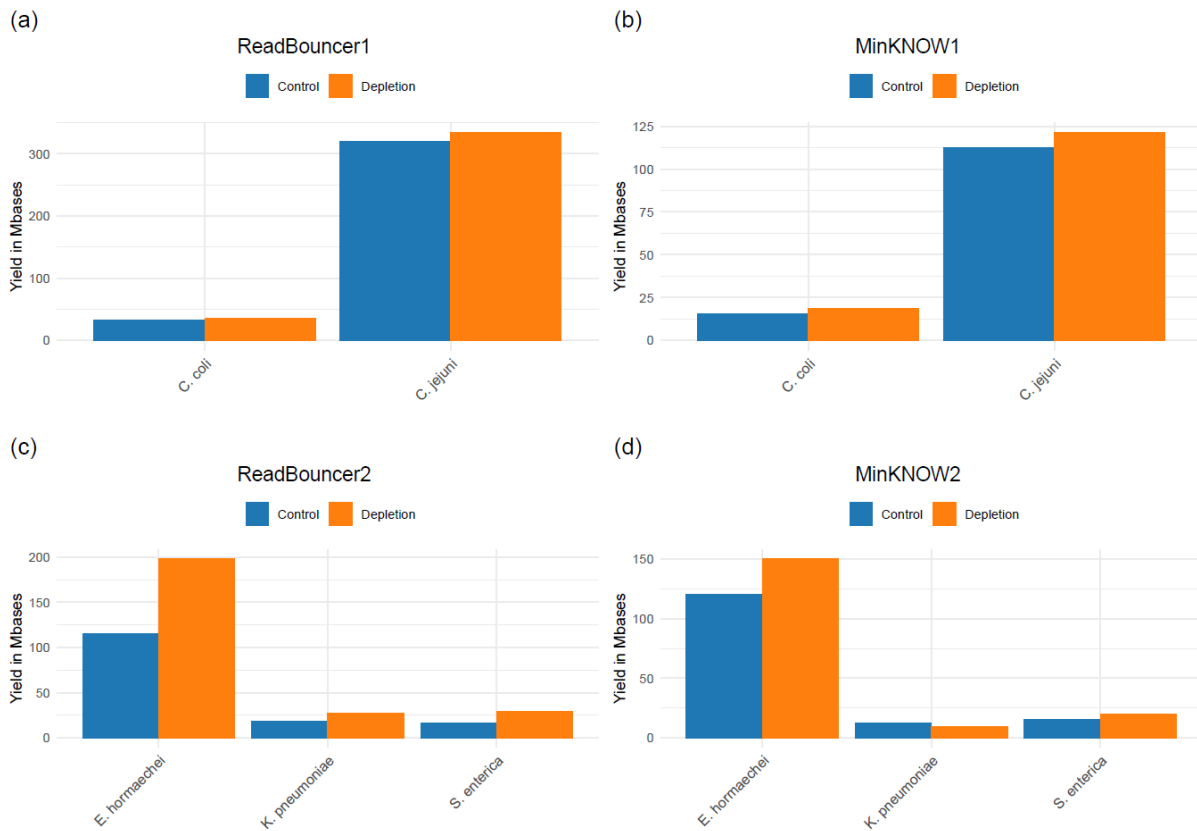 (a)
ReadBouncer1
Control Depletion
Yield in Mbases
300
200
100
0
C. coli
C. jejuni
(b)
MinKNOW1
Control Depletion
Yield in Mbases
125
100
75
50
25
0
C. coli
C. jejuni
(c)
ReadBouncer2
Control Depletion
Yield in Mbases
200
150
100
50
0
E. hormaechei
K. pneumoniae
S. enterica
(d)
MinKNOW2
Control Depletion
Yield in Mbases
150
100
50
0
E. hormaechei
K. pneumoniae
S. enterica